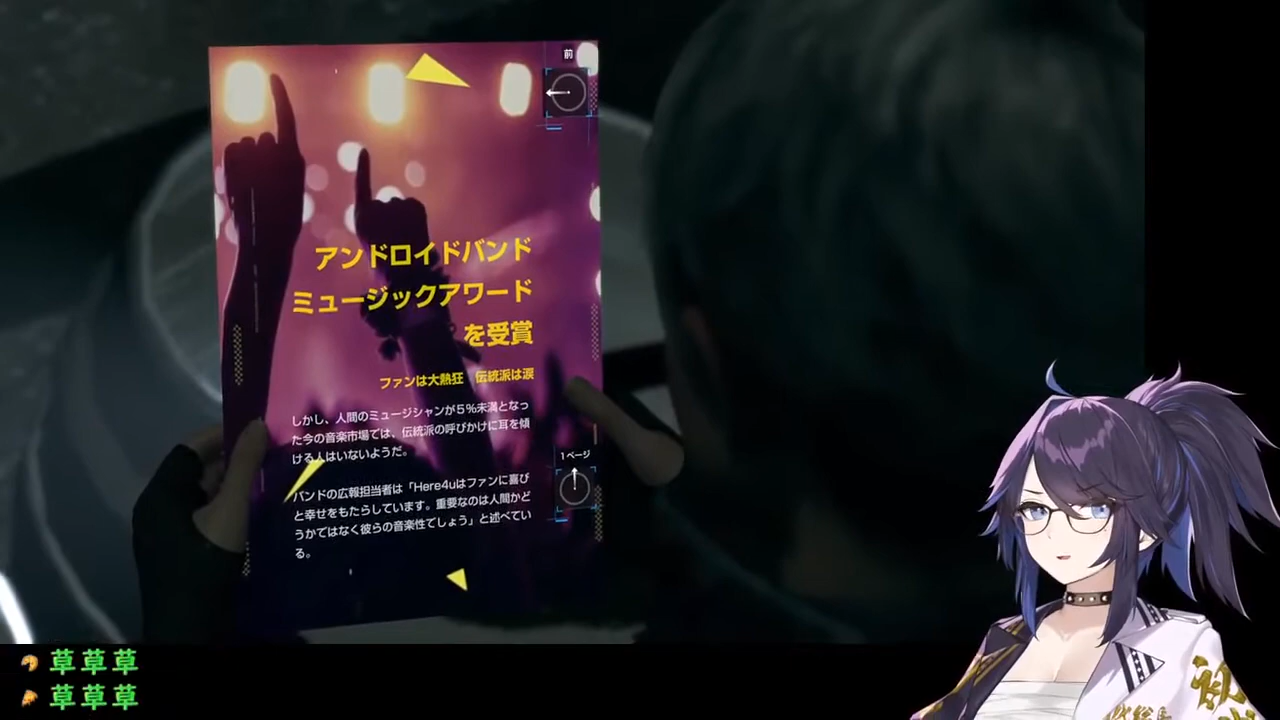 前
アンドロイドバンド
ミュージックアワード
を受賞
ファンは大熱狂 伝統派は涙
しかし、人間のミュージシャンが5%未満となっ
た今の音楽市場では、伝統派の呼びかけに耳を傾
ける人はいないようだ。
1ページ
バンドの広報担当者は「Here4uはファンに喜び
と幸せをもたらしています。重要なのは人間かど
うかではなく彼らの音楽性でしょう」と述べてい
る。
草草草
草草草